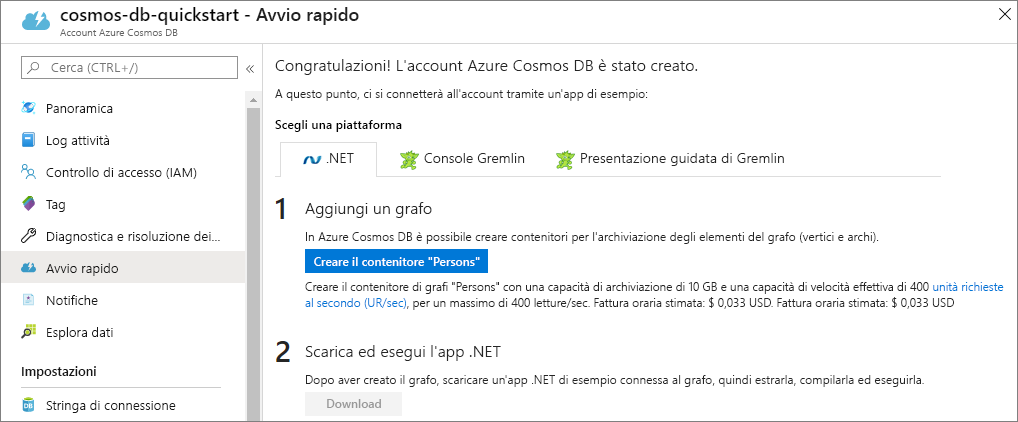 cosmos-db-quickstart - Avvio rapido
Account Azure Cosmos DB
Cerca (CTRL+/)
Panoramica
Log attività
Controllo di accesso (IAM)
Tag
Diagnostica e risoluzione dei...
Avvio rapido
Notifiche
Esplora dati
Impostazioni
Stringa di connessione
Congratulazioni! L'account Azure Cosmos DB è stato creato.
A questo punto, ci si connetterà all'account tramite un'app di esempio:
Scegli una piattaforma
.NET
Console Gremlin
Presentazione guidata di Gremlin
1 Aggiungi un grafo
In Azure Cosmos DB è possibile creare contenitori per l'archiviazione degli elementi del grafo (vertici e archi).
Creare il contenitore "Persons"
Creare il contenitore di grafi "Persons" con una capacità di archiviazione di 10 GB e una capacità di velocità effettiva di 400 unità richieste
al secondo (UR/sec), per un massimo di 400 letture/sec. Fattura oraria stimata: $ 0,033 USD. Fattura oraria stimata: $ 0,033 USD
2 Scarica ed esegui l'app .NET
Dopo aver creato il grafo, scaricare un'app .NET di esempio connessa al grafo, quindi estrarla, compilarla ed eseguirla.
Download